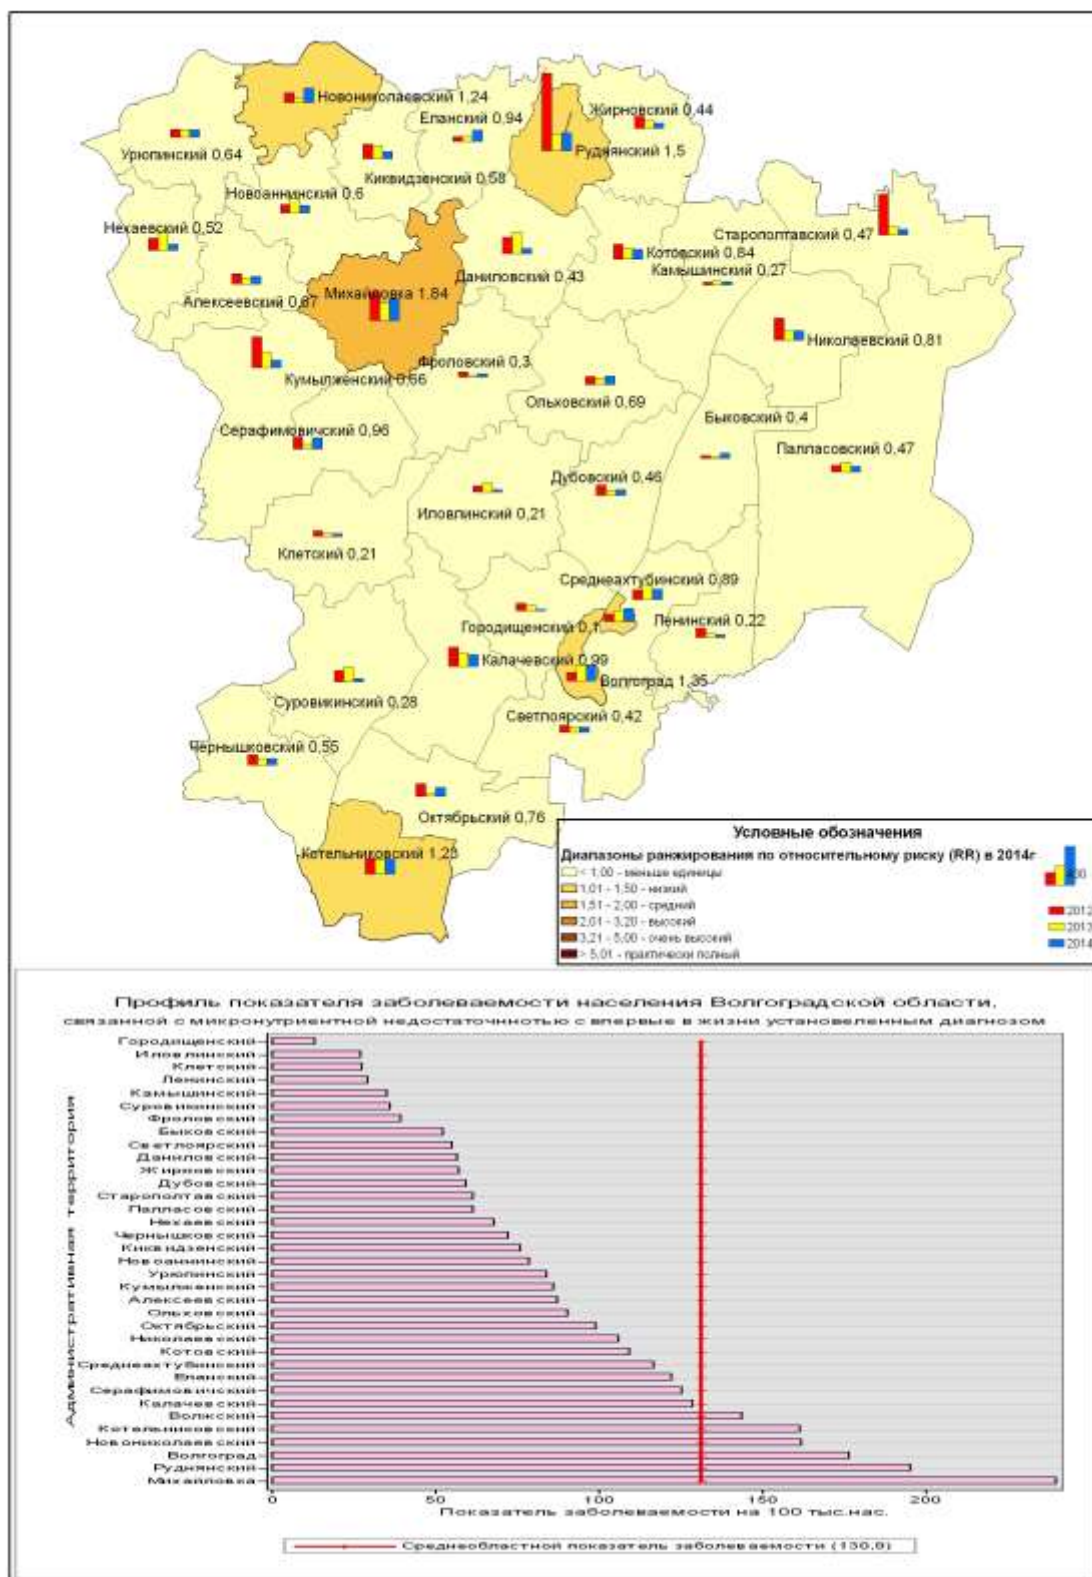 Новониколаевский 1,24
Еланский 0,94
Жирновский 0,44
Руднянский 1,5
Урюпинский 0,64
Киквидзенский 0,58
Новоаннинский 0,6
Нехаевский 0,52
Старополтавский 0,47
Котовский 0,84
Даниловский 0,43
Камышинский 0,27
Алексеевский 0,67
Михайловка 1,84
Николаевский 0,81
Фроловский 0,3
Кумылженский 0,66
Ольховский 0,69
Быковский 0,4
Серафимовичский 0,96
Палласовский 0,47
Дубовский 0,46
Иловлинский 0,21
Клетский 0,21
Среднеахтубинский 0,89
Городищенский 0,1
Ленинский 0,22
Калачевский 0,99
Волгоград 1,35
Суровикинский 0,28
Светлоярский 0,42
Чернышковский 0,55
Октябрьский 0,76
Котельниковский 1,23
Условные обозначения
Диапазоны ранжирования по относительному риску (RR) в 2014г
< 1,00 - меньше единицы
1,01 - 1,50 - низкий
1,51 - 2,00 - средний
2,01 - 3,20 - высокий
3,21 - 5,00 - очень высокий
> 5,01 - практически полный
2012
2013
2014
Профиль показателя заболеваемости населения Волгоградской области,
связанной с микронутриентной недостаточнотью с впервые в жизни установленным диагнозом
Административная территория
Городищенский
Иловлинский
Клетский
Ленинский
Камышинский
Суровикинский
Фроловский
Быковский
Светлоярский
Даниловский
Жирновский
Дубовский
Старополтавский
Палласовский
Нехаевский
Чернышковский
Киквидзенский
Новоаннинский
Урюпинский
Кумылженский
Алексеевский
Ольховский
Октябрьский
Николаевский
Котовский
Среднеахтубинский
Еланский
Серафимовичский
Калачевский
Волжский
Котельниковский
Новониколаевский
Волгоград
Руднянский
Михайловка
0 50 100 150 200
Показатель заболеваемости на 100 тыс.нас.
Среднеобластной показатель заболеваемости (130,8)